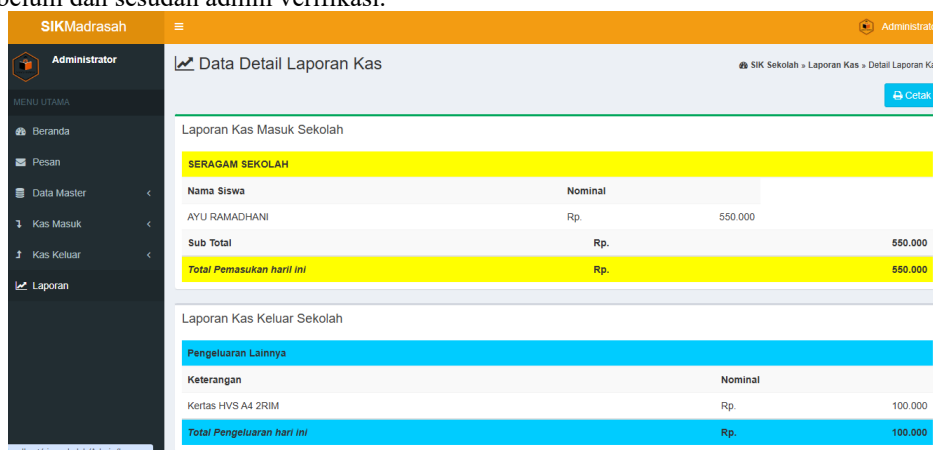 belum dan sesudah admin verifikasi.
SIKMadrasah
Administrato
Administrator
Data Detail Laporan Kas
SIK Sekolah » Laporan Kas » Detail Laporan Ka
MENU UTAMA
Cetak
Beranda
Laporan Kas Masuk Sekolah
Pesan
SERAGAM SEKOLAH
Data Master
Nama Siswa Nominal
Kas Masuk
AYU RAMADHANI Rp. 550.000
Sub Total Rp. 550.000
Kas Keluar
Total Pemasukan haril ini Rp. 550.000
Laporan
Laporan Kas Keluar Sekolah
Pengeluaran Lainnya
Keterangan Nominal
Kertas HVS A4 2RIM Rp. 100.000
Total Pengeluaran hari ini Rp. 100.000